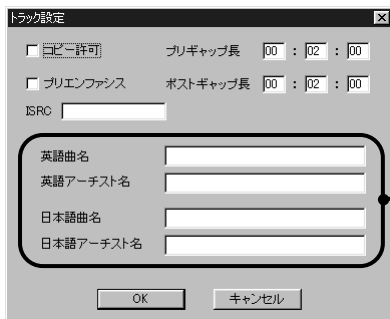 トラック設定
コピー許可 プリギャップ長 00 : 02 : 00
プリエンファシス ポストギャップ長 00 : 02 : 00
ISRC
英語曲名
英語アーチスト名
日本語曲名
日本語アーチスト名
OK キャンセル